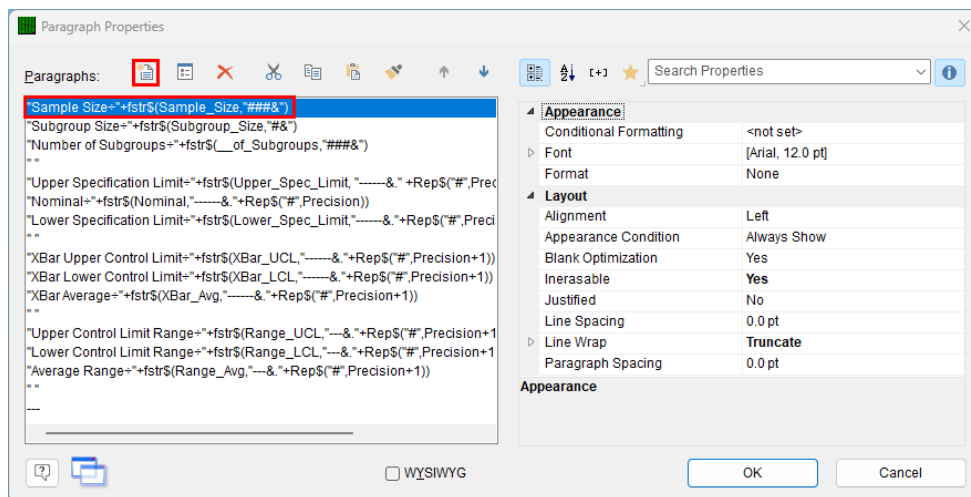 Paragraph Properties
Paragraphs:
"Sample Size÷"+fstr$(Sample_Size,"###&")
"Subgroup Size÷"+fstr$(Subgroup_Size,"#&")
"Number of Subgroups÷"+fstr$(__of_Subgroups,"###&")
" "
"Upper Specification Limit÷"+fstr$(Upper_Spec_Limit, "------&." +Rep$("#",Prec
"Nominal÷"+fstr$(Nominal,"------&."+Rep$("#",Precision))
"Lower Specification Limit÷"+fstr$(Lower_Spec_Limit,"------&."+Rep$("#",Preci
" "
"XBar Upper Control Limit÷"+fstr$(XBar_UCL,"------&."+Rep$("#",Precision+1))
"XBar Lower Control Limit÷"+fstr$(XBar_LCL,"------&."+Rep$("#",Precision+1))
"XBar Average÷"+fstr$(XBar_Avg,"------&."+Rep$("#",Precision+1))
" "
"Upper Control Limit Range÷"+fstr$(Range_UCL,"---&."+Rep$("#",Precision+1
"Lower Control Limit Range÷"+fstr$(Range_LCL,"---&."+Rep$("#",Precision+1
"Average Range÷"+fstr$(Range_Avg,"---&."+Rep$("#",Precision+1))
" "
---
Search Properties
Appearance
Conditional Formatting <not set>
Font [Arial, 12.0 pt]
Format None
Layout
Alignment Left
Appearance Condition Always Show
Blank Optimization Yes
Inerasable Yes
Justified No
Line Spacing 0.0 pt
Line Wrap Truncate
Paragraph Spacing 0.0 pt
Appearance
WYSIWYG
OK
Cancel